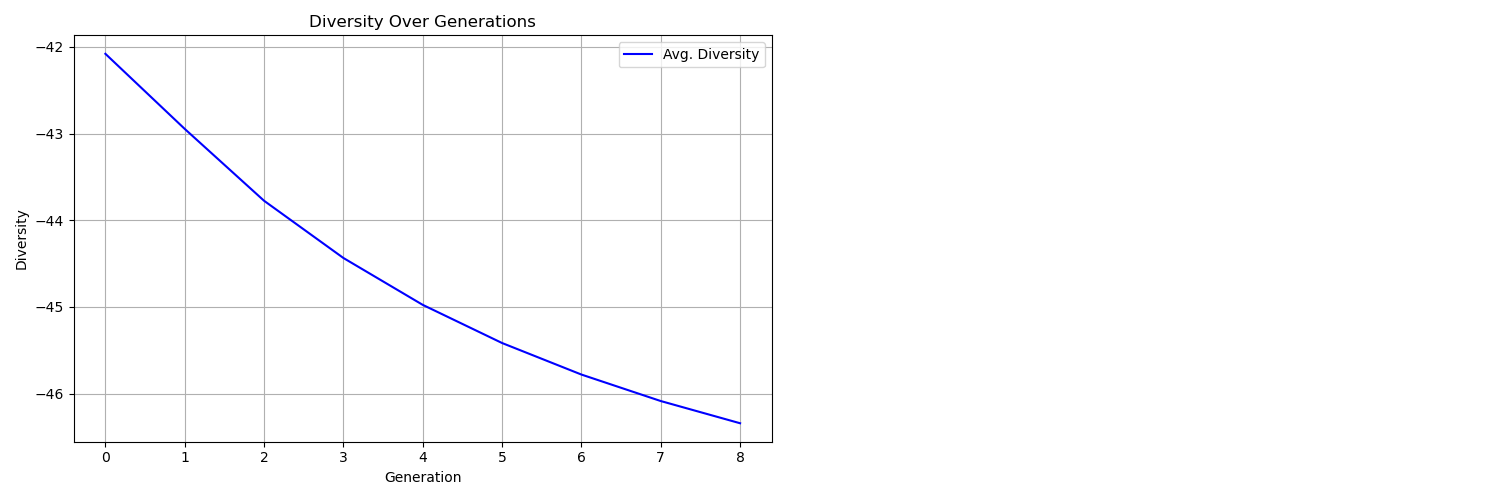 Diversity Over Generations
Avg. Diversity
Diversity
−42
−43
−44
−45
−46
0 1 2 3 4 5 6 7 8
Generation